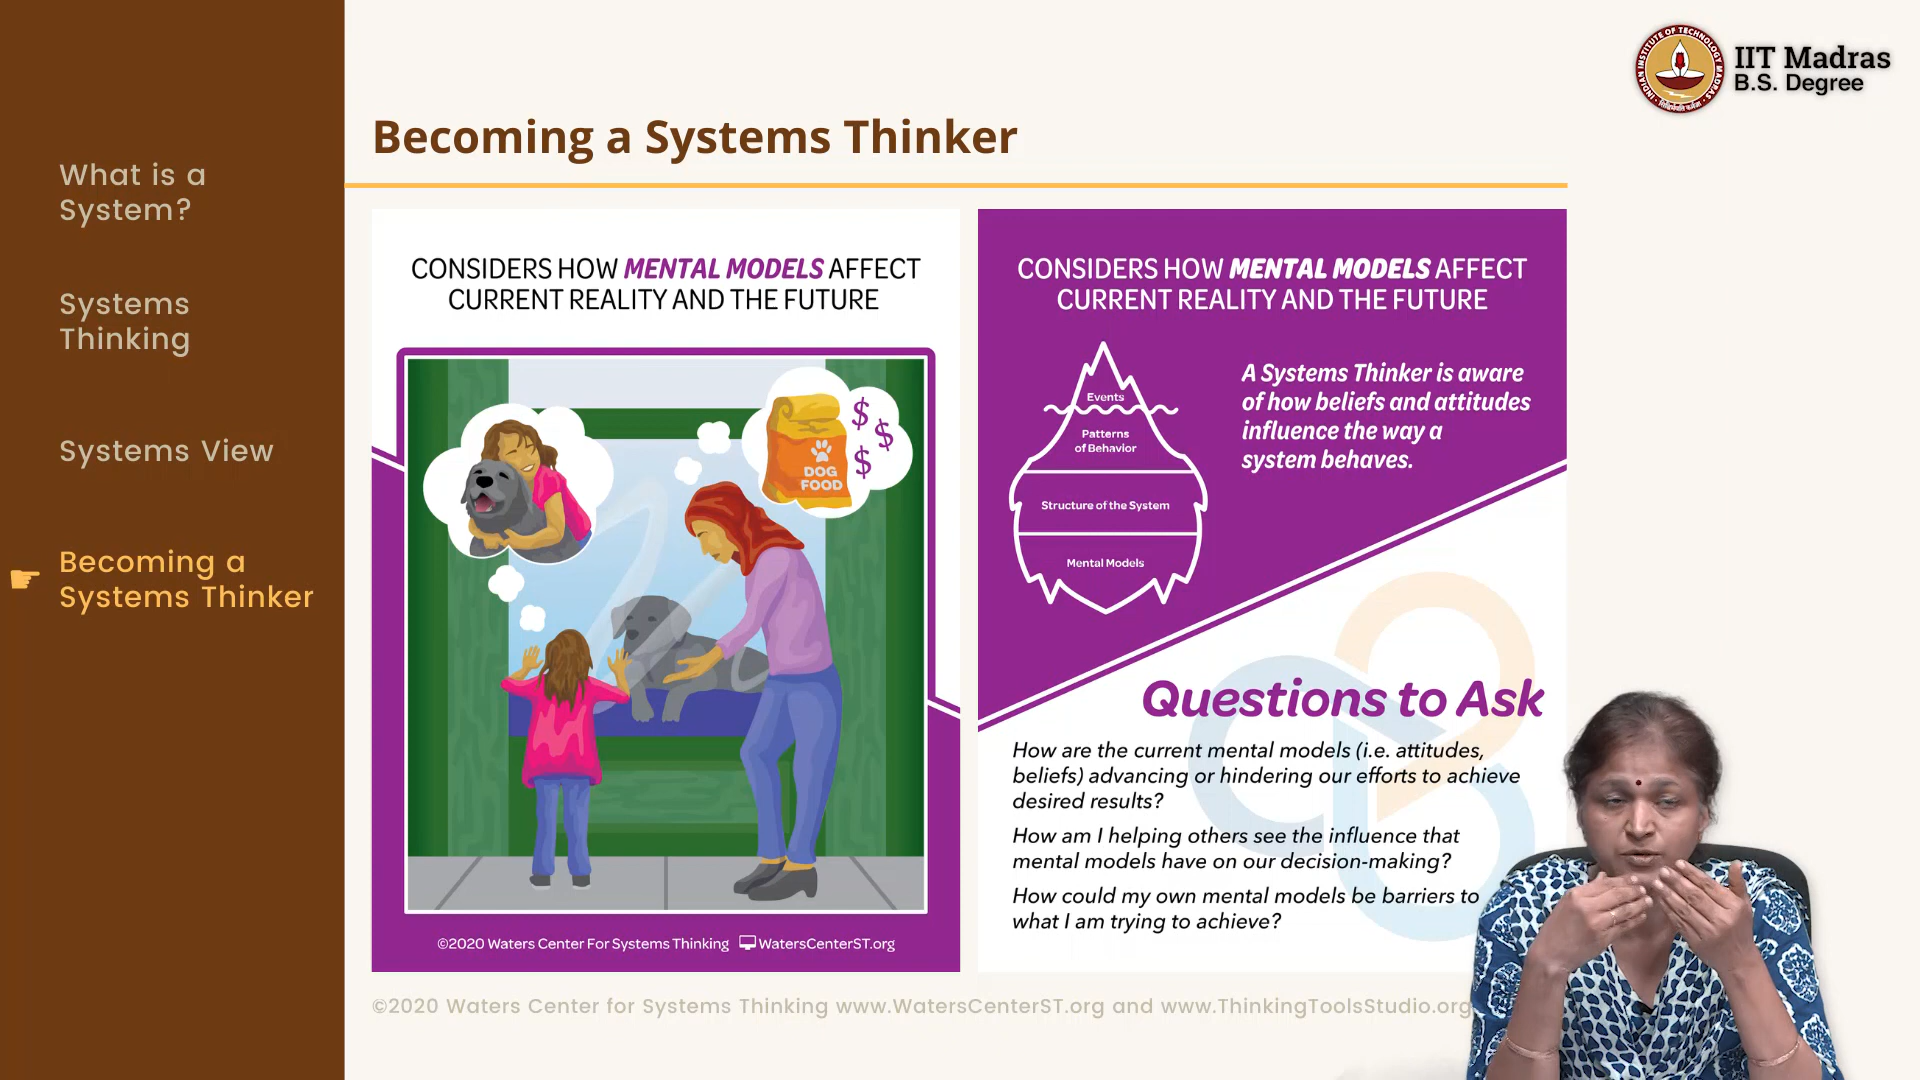 IIT Madras
B.S. Degree
INDIAN INSTITUTE OF TECHNOLOGY MADRAS
What is a
System?
Systems
Thinking
Systems View
Becoming a
Systems Thinker
Becoming a Systems Thinker
CONSIDERS HOW MENTAL MODELS AFFECT
CURRENT REALITY AND THE FUTURE
$
$
$
DOG
FOOD
©2020 Waters Center For Systems Thinking WatersCenterST.org
CONSIDERS HOW MENTAL MODELS AFFECT
CURRENT REALITY AND THE FUTURE
Events
Patterns
of Behavior
Structure of the System
Mental Models
A Systems Thinker is aware
of how beliefs and attitudes
influence the way a
system behaves.
Questions to Ask
How are the current mental models (i.e. attitudes,
beliefs) advancing or hindering our efforts to achieve
desired results?
How am I helping others see the influence that
mental models have on our decision-making?
How could my own mental models be barriers to
what I am trying to achieve?
©2020 Waters Center for Systems Thinking www.WatersCenterST.org and www.ThinkingToolsStudio.org